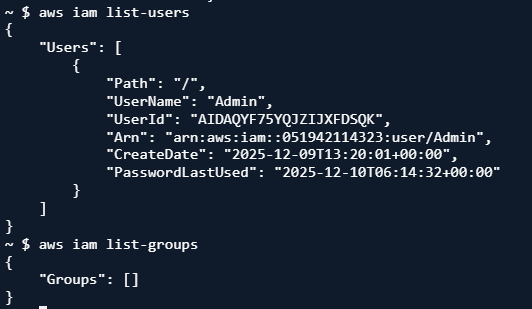 ~ $ aws iam list-users
{
    "Users": [
        {
            "Path": "/",
            "UserName": "Admin",
            "UserId": "AIDAQYF75YQJZIJXFDSQK",
            "Arn": "arn:aws:iam::051942114323:user/Admin",
            "CreateDate": "2025-12-09T13:20:01+00:00",
            "PasswordLastUsed": "2025-12-10T06:14:32+00:00"
        }
    ]
}
~ $ aws iam list-groups
{
    "Groups": []
}